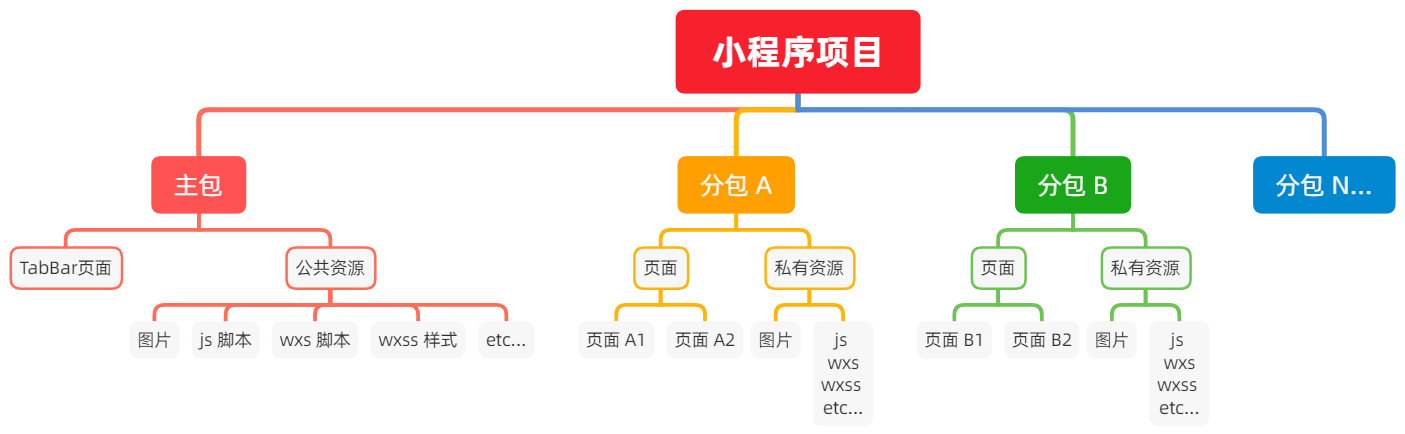 小程序项目
主包
分包 A
分包 B
分包 N...
TabBar页面
公共资源
页面
私有资源
页面
私有资源
图片
js 脚本
wxs 脚本
wxss 样式
etc...
页面 A1
页面 A2
图片
js
wxs
wxss
etc...
页面 B1
页面 B2
图片
js
wxs
wxss
etc...